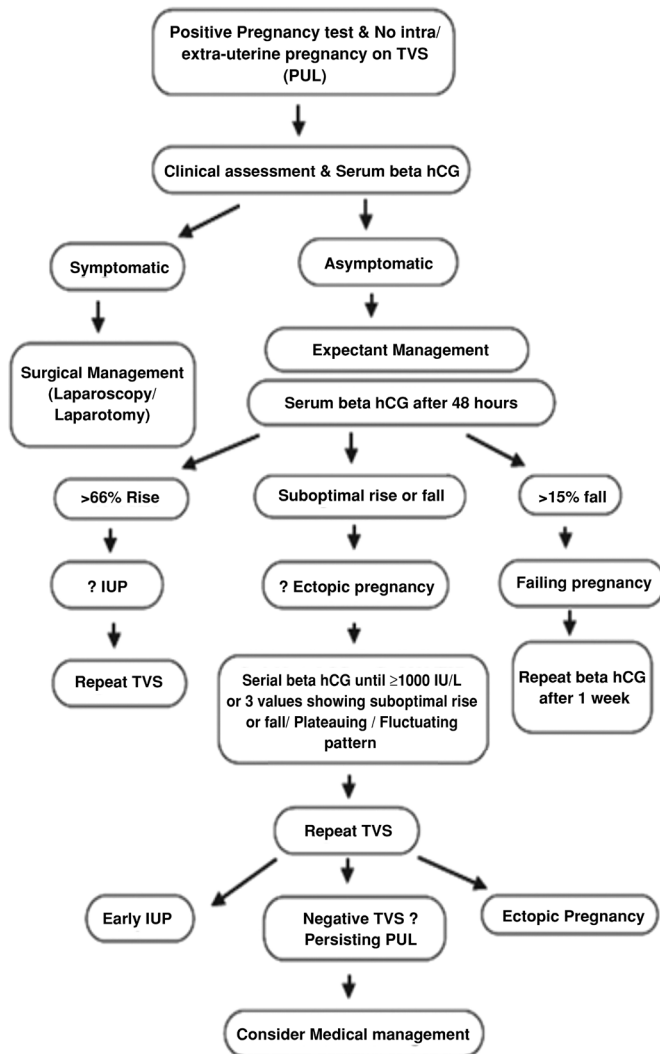 Positive Pregnancy test & No intra/
extra-uterine pregnancy on TVS
(PUL)
Clinical assessment & Serum beta hCG
Symptomatic
Asymptomatic
Surgical Management
(Laparoscopy/
Laparotomy)
Expectant Management
Serum beta hCG after 48 hours
>66% Rise
Suboptimal rise or fall
>15% fall
? IUP
? Ectopic pregnancy
Failing pregnancy
Repeat TVS
Serial beta hCG until ≥1000 IU/L
or 3 values showing suboptimal rise
or fall/ Plateauing / Fluctuating
pattern
Repeat beta hCG
after 1 week
Repeat TVS
Early IUP
Negative TVS ?
Persisting PUL
Ectopic Pregnancy
Consider Medical management